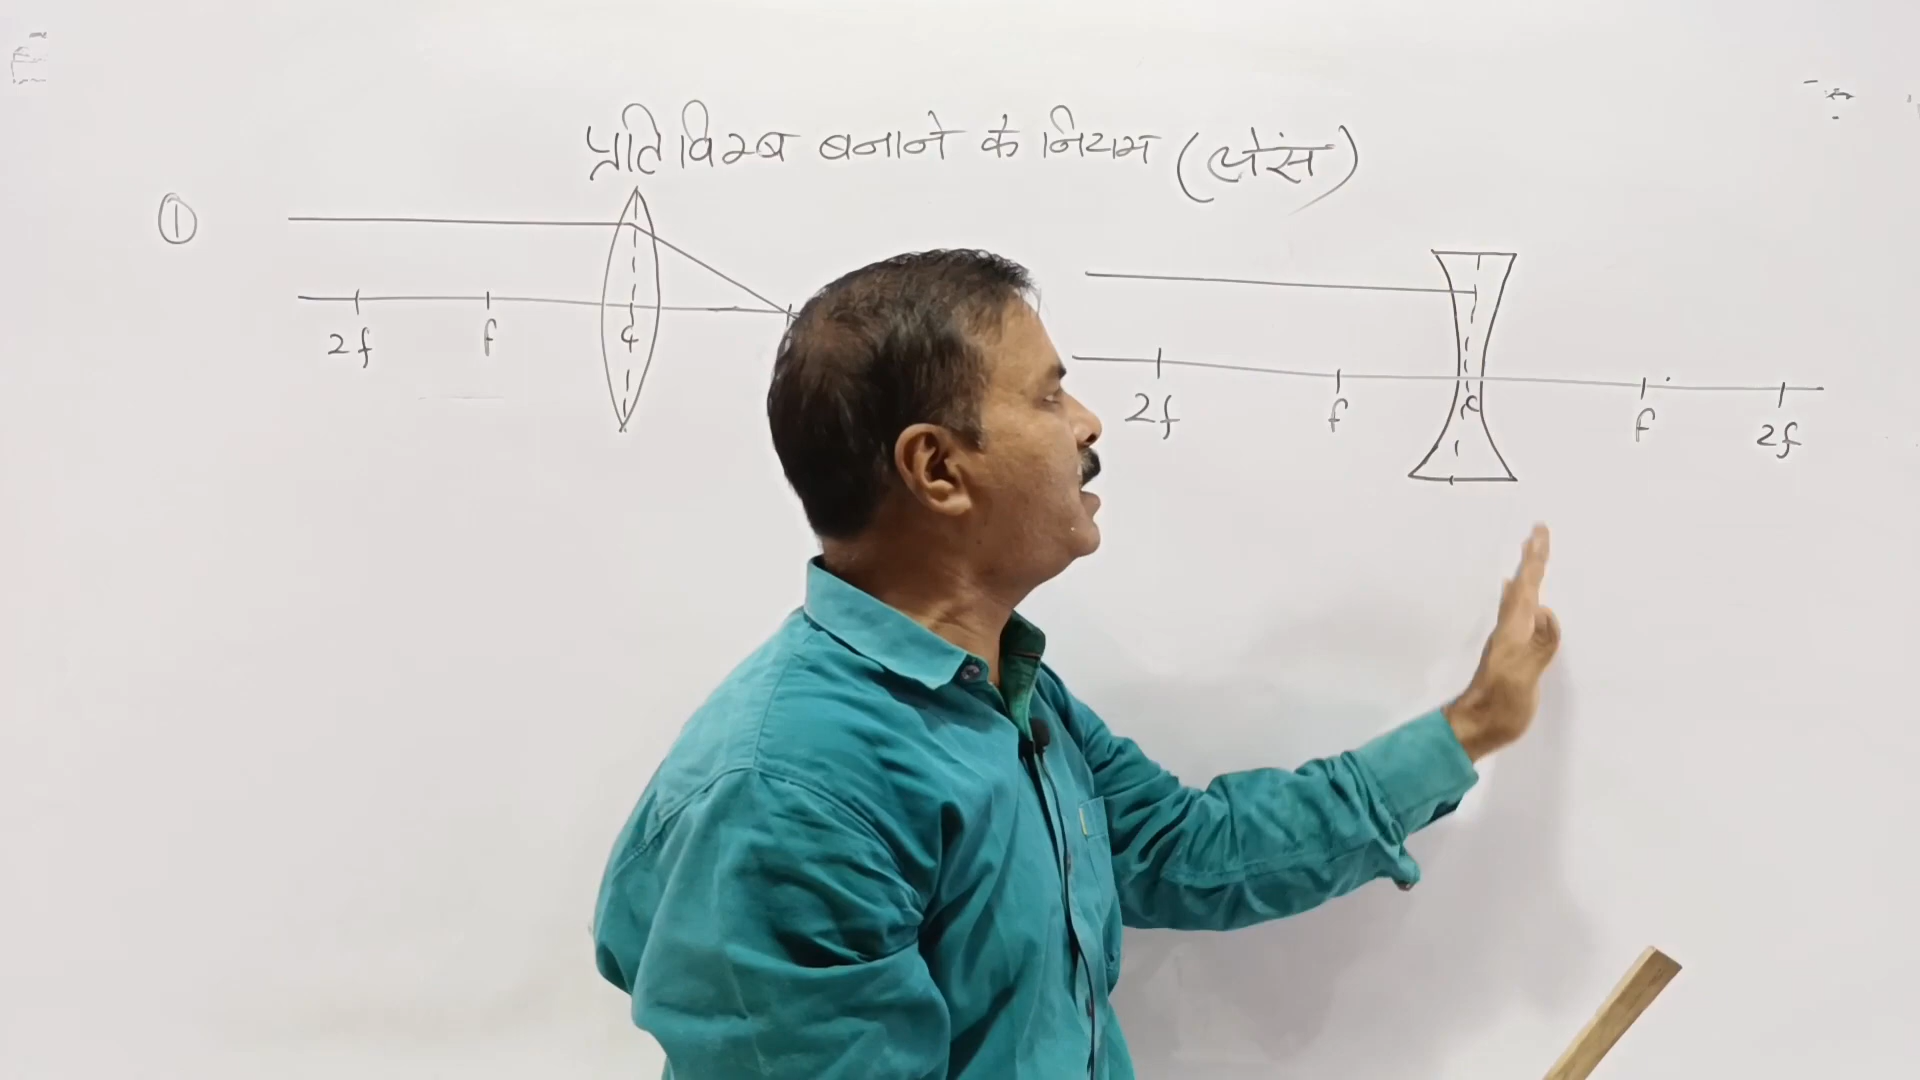 प्रतिविम्ब बनाने के नियम (लेंस)
①
2f f c
2f f c f 2f